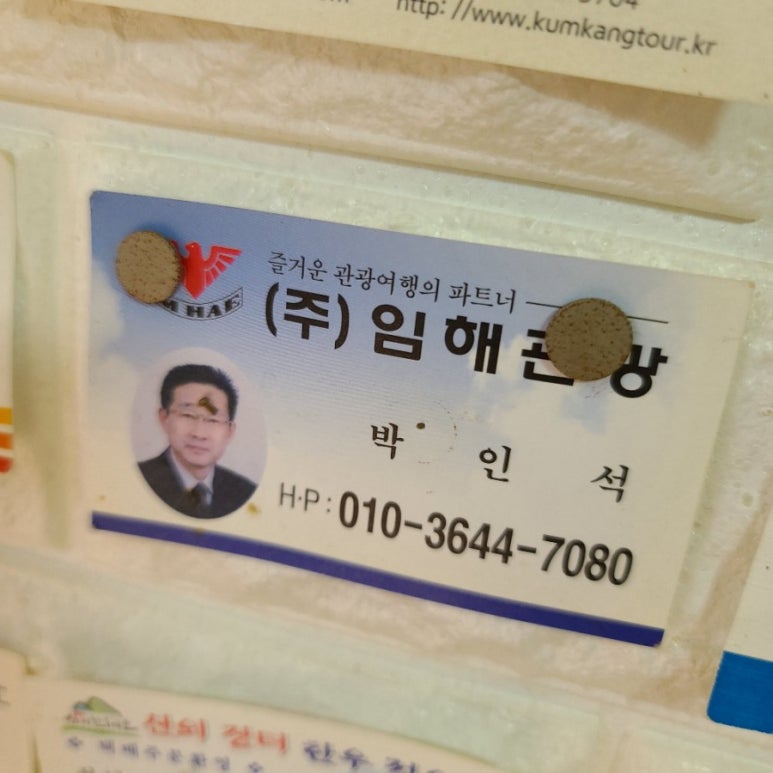 http://www.kumkangtour.kr
HAE
즐거운 관광여행의 파트너
(주) 임해관광
박 인 석
H·P : 010-3644-7080